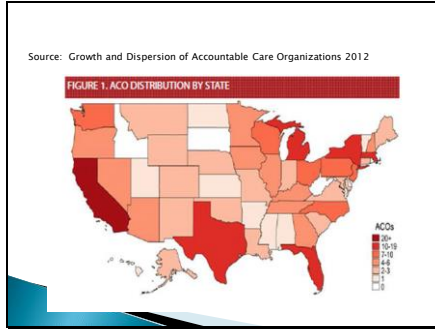 Source: Growth and Dispersion of Accountable Care Organizations 2012
FIGURE 1. ACO DISTRIBUTION BY STATE
ACOs
20+
10-19
7-10
4-6
2-3
1
0